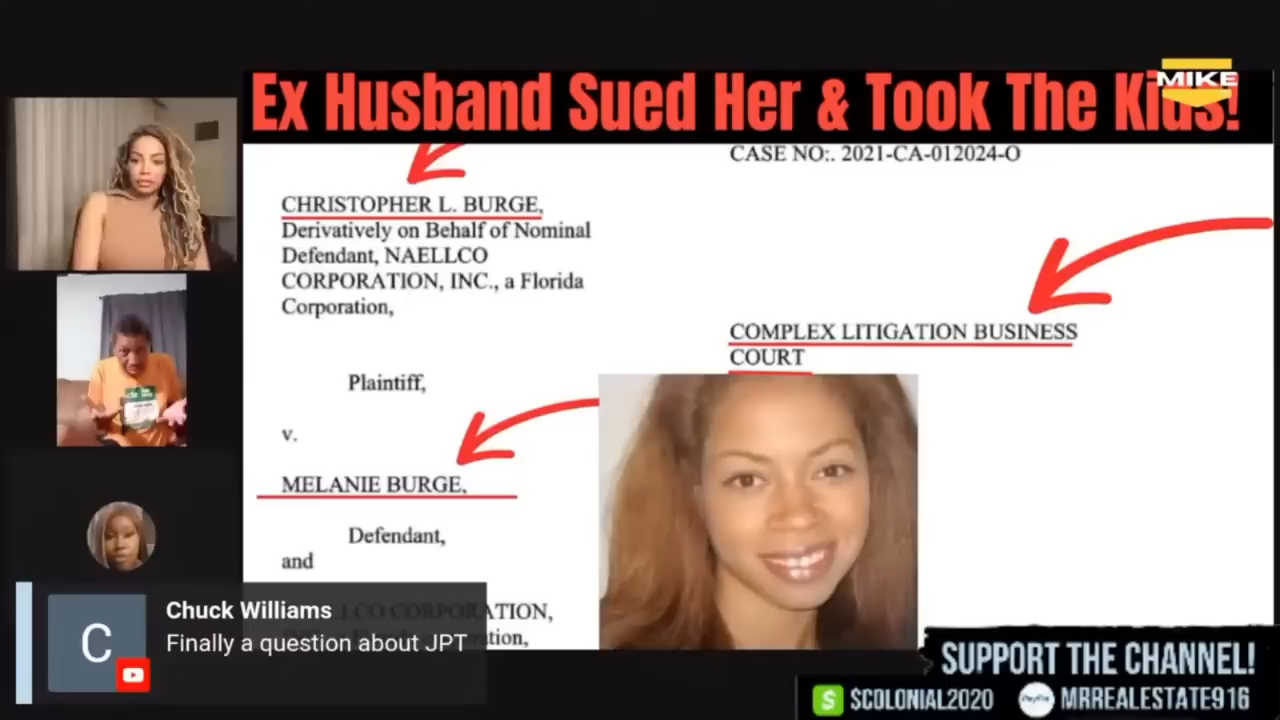 Ex Husband Sued Her & Took The Kids!
MIKE
CASE NO:. 2021-CA-012024-O
CHRISTOPHER L. BURGE,
Derivatively on Behalf of Nominal
Defendant, NAELLCO
CORPORATION, INC., a Florida
Corporation,
COMPLEX LITIGATION BUSINESS
COURT
Plaintiff,
v.
MELANIE BURGE,
Defendant,
and
CORPORATION,
Chuck Williams
Finally a question about JPT
C
SUPPORT THE CHANNEL!
$COLONIAL2020
PayPal
MRREALESTATE916